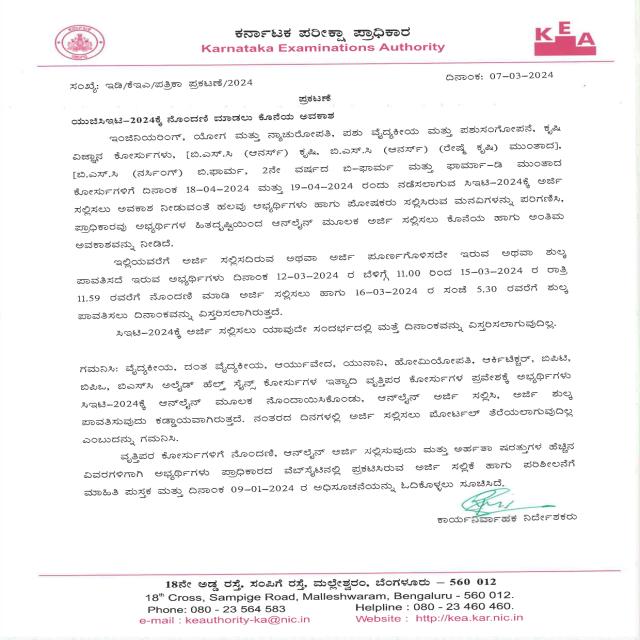 ಕರ್ನಾಟಕ ಪರೀಕ್ಷಾ ಪ್ರಾಧಿಕಾರ
Karnataka Examinations Authority
KEA
ಸಂಖ್ಯೆ: ಇಡಿ/ಕೆಇಎ/ಪತ್ರಿಕಾ ಪ್ರಕಟಣೆ/2024
ದಿನಾಂಕ: 07-03-2024
ಪ್ರಕಟಣೆ
ಯುಜಿಸಿಇಟಿ-2024ಕ್ಕೆ ನೊಂದಣಿ ಮಾಡಲು ಕೊನೆಯ ಅವಕಾಶ
ಇಂಜಿನಿಯರಿಂಗ್, ಯೋಗ ಮತ್ತು ನ್ಯಾಚುರೋಪತಿ, ಪಶು ವೈದ್ಯಕೀಯ ಮತ್ತು ಪಶುಸಂಗೋಪನೆ, ಕೃಷಿ
ವಿಜ್ಞಾನ ಕೋರ್ಸುಗಳು, [ಬಿ.ಎಸ್.ಸಿ (ಆನರ್ಸ್) ಕೃಷಿ, ಬಿ.ಎಸ್.ಸಿ (ಆನರ್ಸ್) (ರೇಷ್ಮೆ ಕೃಷಿ) ಮುಂತಾದ],
[ಬಿ.ಎಸ್.ಸಿ (ನರ್ಸಿಂಗ್) ಬಿ.ಫಾರ್ಮ, 2ನೇ ವರ್ಷದ ಬಿ-ಫಾರ್ಮ ಮತ್ತು ಫಾರ್ಮಾ-ಡಿ ಮುಂತಾದ
ಕೋರ್ಸುಗಳಿಗೆ ದಿನಾಂಕ 18-04-2024 ಮತ್ತು 19-04-2024 ರಂದು ನಡೆಸಲಾಗುವ ಸಿಇಟಿ-2024ಕ್ಕೆ ಅರ್ಜಿ
ಸಲ್ಲಿಸಲು ಅವಕಾಶ ನೀಡುವಂತೆ ಹಲವು ಅಭ್ಯರ್ಥಿಗಳು ಹಾಗು ಪೋಷಕರು ಸಲ್ಲಿಸಿರುವ ಮನವಿಗಳನ್ನು ಪರಿಗಣಿಸಿ,
ಪ್ರಾಧಿಕಾರವು ಅಭ್ಯರ್ಥಿಗಳ ಹಿತದೃಷ್ಟಿಯಿಂದ ಆನ್‌ಲೈನ್ ಮೂಲಕ ಅರ್ಜಿ ಸಲ್ಲಿಸಲು ಕೊನೆಯ ಹಾಗು ಅಂತಿಮ
ಅವಕಾಶವನ್ನು ನೀಡಿದೆ.
ಇಲ್ಲಿಯವರೆಗೆ ಅರ್ಜಿ ಸಲ್ಲಿಸದಿರುವ ಅಥವಾ ಅರ್ಜಿ ಪೂರ್ಣಗೊಳಿಸದೇ ಇರುವ ಅಥವಾ ಶುಲ್ಕ
ಪಾವತಿಸದೆ ಇರುವ ಅಭ್ಯರ್ಥಿಗಳು ದಿನಾಂಕ 12-03-2024 ರ ಬೆಳಿಗ್ಗೆ 11.00 ರಿಂದ 15-03-2024 ರ ರಾತ್ರಿ
11.59 ರವರೆಗೆ ನೊಂದಣಿ ಮಾಡಿ ಅರ್ಜಿ ಸಲ್ಲಿಸಲು ಹಾಗು 16-03-2024 ರ ಸಂಜೆ 5.30 ರವರೆಗೆ ಶುಲ್ಕ
ಪಾವತಿಸಲು ದಿನಾಂಕವನ್ನು ವಿಸ್ತರಿಸಲಾಗಿರುತ್ತದೆ.
ಸಿಇಟಿ-2024ಕ್ಕೆ ಅರ್ಜಿ ಸಲ್ಲಿಸಲು ಯಾವುದೇ ಸಂದರ್ಭದಲ್ಲಿ ಮತ್ತೆ ದಿನಾಂಕವನ್ನು ವಿಸ್ತರಿಸಲಾಗುವುದಿಲ್ಲ.
ಗಮನಿಸಿ: ವೈದ್ಯಕೀಯ, ದಂತ ವೈದ್ಯಕೀಯ, ಆರ್ಯುವೇದ, ಯುನಾನಿ, ಹೋಮಿಯೋಪತಿ, ಆರ್ಕಿಟೆಕ್ಚರ್, ಬಿಪಿಟಿ,
ಬಿಪಿಒ, ಬಿಎಸ್‌ಸಿ ಅಲೈಡ್ ಹೆಲ್ತ್ ಸೈನ್ಸ್ ಕೋರ್ಸುಗಳ ಇತ್ಯಾದಿ ವೃತ್ತಿಪರ ಕೋರ್ಸುಗಳ ಪ್ರವೇಶಕ್ಕೆ ಅಭ್ಯರ್ಥಿಗಳು
ಸಿಇಟಿ-2024ಕ್ಕೆ ಆನ್‌ಲೈನ್ ಮೂಲಕ ನೊಂದಾಯಿಸಿಕೊಂಡು, ಆನ್‌ಲೈನ್ ಅರ್ಜಿ ಸಲ್ಲಿಸಿ, ಅರ್ಜಿ ಶುಲ್ಕ
ಪಾವತಿಸುವುದು ಕಡ್ಡಾಯವಾಗಿರುತ್ತದೆ. ನಂತರದ ದಿನಗಳಲ್ಲಿ ಅರ್ಜಿ ಸಲ್ಲಿಸಲು ಪೋರ್ಟಲ್ ತೆರೆಯಲಾಗುವುದಿಲ್ಲ
ಎಂಬುದನ್ನು ಗಮನಿಸಿ.
ವೃತ್ತಿಪರ ಕೋರ್ಸುಗಳಿಗೆ ನೊಂದಣಿ, ಆನ್‌ಲೈನ್ ಅರ್ಜಿ ಸಲ್ಲಿಸುವುದು ಮತ್ತು ಅರ್ಹತಾ ಷರತ್ತುಗಳ ಹೆಚ್ಚಿನ
ವಿವರಗಳಿಗಾಗಿ ಅಭ್ಯರ್ಥಿಗಳು ಪ್ರಾಧಿಕಾರದ ವೆಬ್‌ಸೈಟಿನಲ್ಲಿ ಪ್ರಕಟಿಸಿರುವ ಅರ್ಜಿ ಸಲ್ಲಿಕೆ ಹಾಗು ಪರಿಶೀಲನೆಗೆ
ಮಾಹಿತಿ ಪುಸ್ತಕ ಮತ್ತು ದಿನಾಂಕ 09-01-2024 ರ ಅಧಿಸೂಚನೆಯನ್ನು ಓದಿಕೊಳ್ಳಲು ಸೂಚಿಸಿದೆ.
ಕಾರ್ಯನಿರ್ವಾಹಕ ನಿರ್ದೇಶಕರು
18ನೇ ಅಡ್ಡ ರಸ್ತೆ, ಸಂಪಿಗೆ ರಸ್ತೆ, ಮಲ್ಲೇಶ್ವರಂ, ಬೆಂಗಳೂರು – 560 012
18th Cross, Sampige Road, Malleshwaram, Bengaluru - 560 012.
Phone: 080 - 23 564 583 Helpline : 080 - 23 460 460.
e-mail : keauthority-ka@nic.in Website : http://kea.kar.nic.in